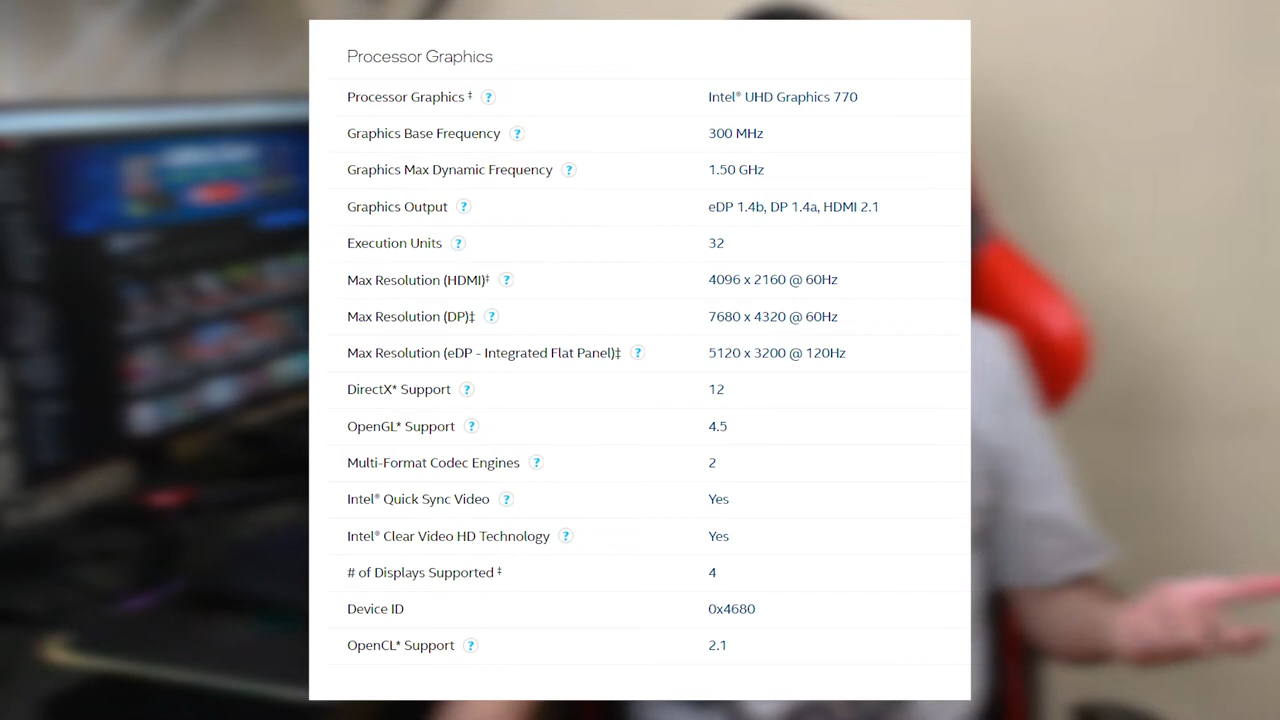 Processor Graphics
Processor Graphics ‡ ? Intel® UHD Graphics 770
Graphics Base Frequency ? 300 MHz
Graphics Max Dynamic Frequency ? 1.50 GHz
Graphics Output ? eDP 1.4b, DP 1.4a, HDMI 2.1
Execution Units ? 32
Max Resolution (HDMI)‡ ? 4096 x 2160 @ 60Hz
Max Resolution (DP)‡ ? 7680 x 4320 @ 60Hz
Max Resolution (eDP - Integrated Flat Panel)‡ ? 5120 x 3200 @ 120Hz
DirectX* Support ? 12
OpenGL* Support ? 4.5
Multi-Format Codec Engines ? 2
Intel® Quick Sync Video ? Yes
Intel® Clear Video HD Technology ? Yes
# of Displays Supported ‡ 4
Device ID 0x4680
OpenCL* Support ? 2.1